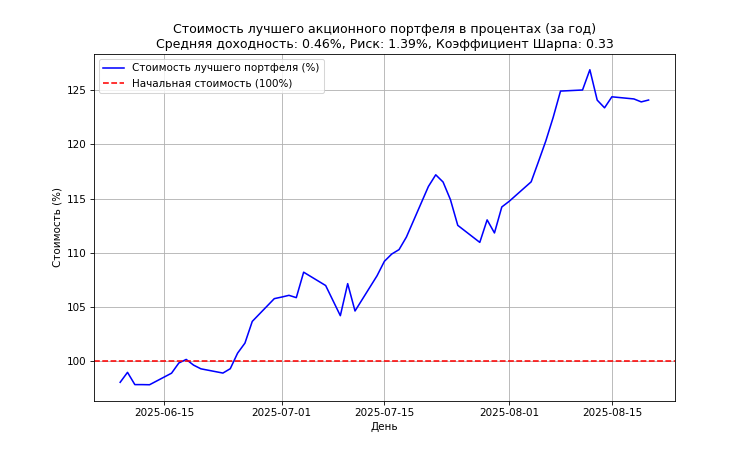 Стоимость лучшего акционного портфеля в процентах (за год)
Средняя доходность: 0.46%, Риск: 1.39%, Коэффициент Шарпа: 0.33
Стоимость лучшего портфеля (%)
Начальная стоимость (100%)
Стоимость (%)
125
120
115
110
105
100
2025-06-15
2025-07-01
2025-07-15
2025-08-01
2025-08-15
День